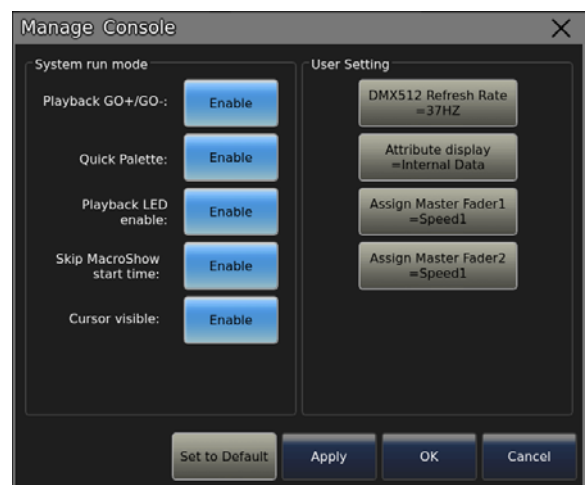 Manage Console
System run mode
Playback GO+/GO-:
Enable
Quick Palette:
Enable
Playback LED
enable:
Enable
Skip MacroShow
start time:
Enable
Cursor visible:
Enable
User Setting
DMX512 Refresh Rate
=37HZ
Attribute display
=Internal Data
Assign Master Fader1
=Speed1
Assign Master Fader2
=Speed1
Set to Default
Apply
OK
Cancel